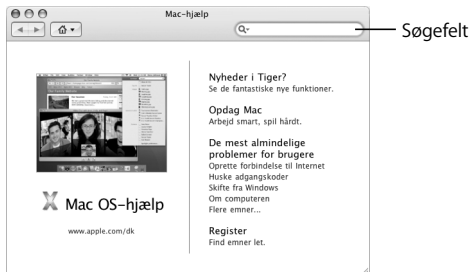 Mac-hjælp
Søgefelt
Nyheder i Tiger?
Se de fantastiske nye funktioner.
Opdag Mac
Arbejd smart, spil hårdt.
De mest almindelige
problemer for brugere
Oprette forbindelse til Internet
Huske adgangskoder
Skifte fra Windows
Om computeren
Flere emner...
Register
Find emner let.
Mac OS-hjælp
www.apple.com/dk